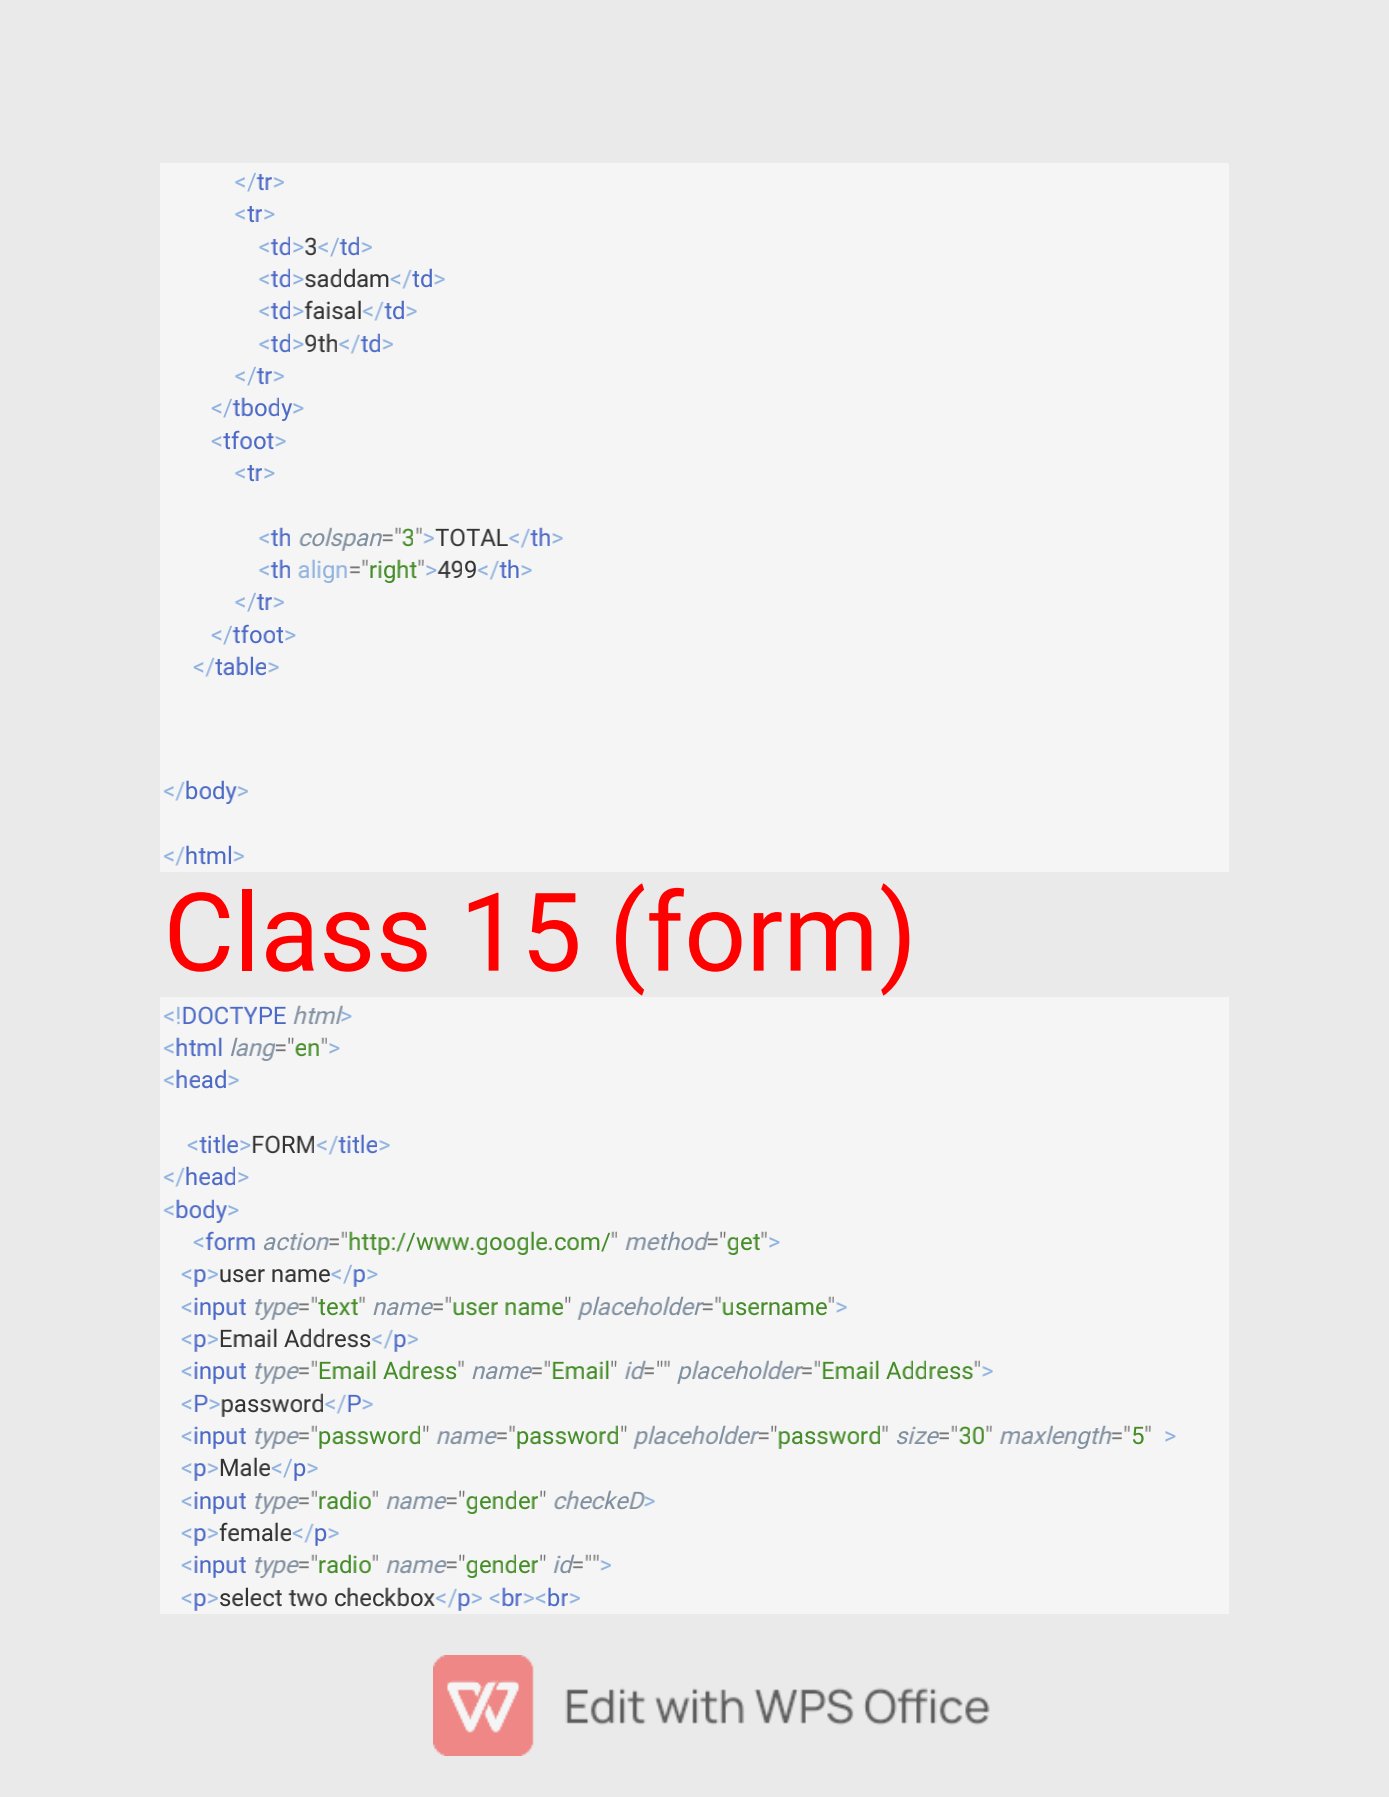 </tr>
<tr>
<td>3</td>
<td>saddam</td>
<td>faisal</td>
<td>9th</td>
</tr>
</tbody>
<tfoot>
<tr>
<th colspan="3">TOTAL</th>
<th align="right">499</th>
</tr>
</tfoot>
</table>
</body>
</html>
Class 15 (form)
<!DOCTYPE html>
<html lang="en">
<head>
<title>FORM</title>
</head>
<body>
<form action="http://www.google.com/" method="get">
<p>user name</p>
<input type="text" name="user name" placeholder="username">
<p>Email Address</p>
<input type="Email Adress" name="Email" id="" placeholder="Email Address">
<P>password</P>
<input type="password" name="password" placeholder="password" size="30" maxlength="5" >
<p>Male</p>
<input type="radio" name="gender" checkeD>
<p>female</p>
<input type="radio" name="gender" id="">
<p>select two checkbox</p> <br><br>
Edit with WPS Office